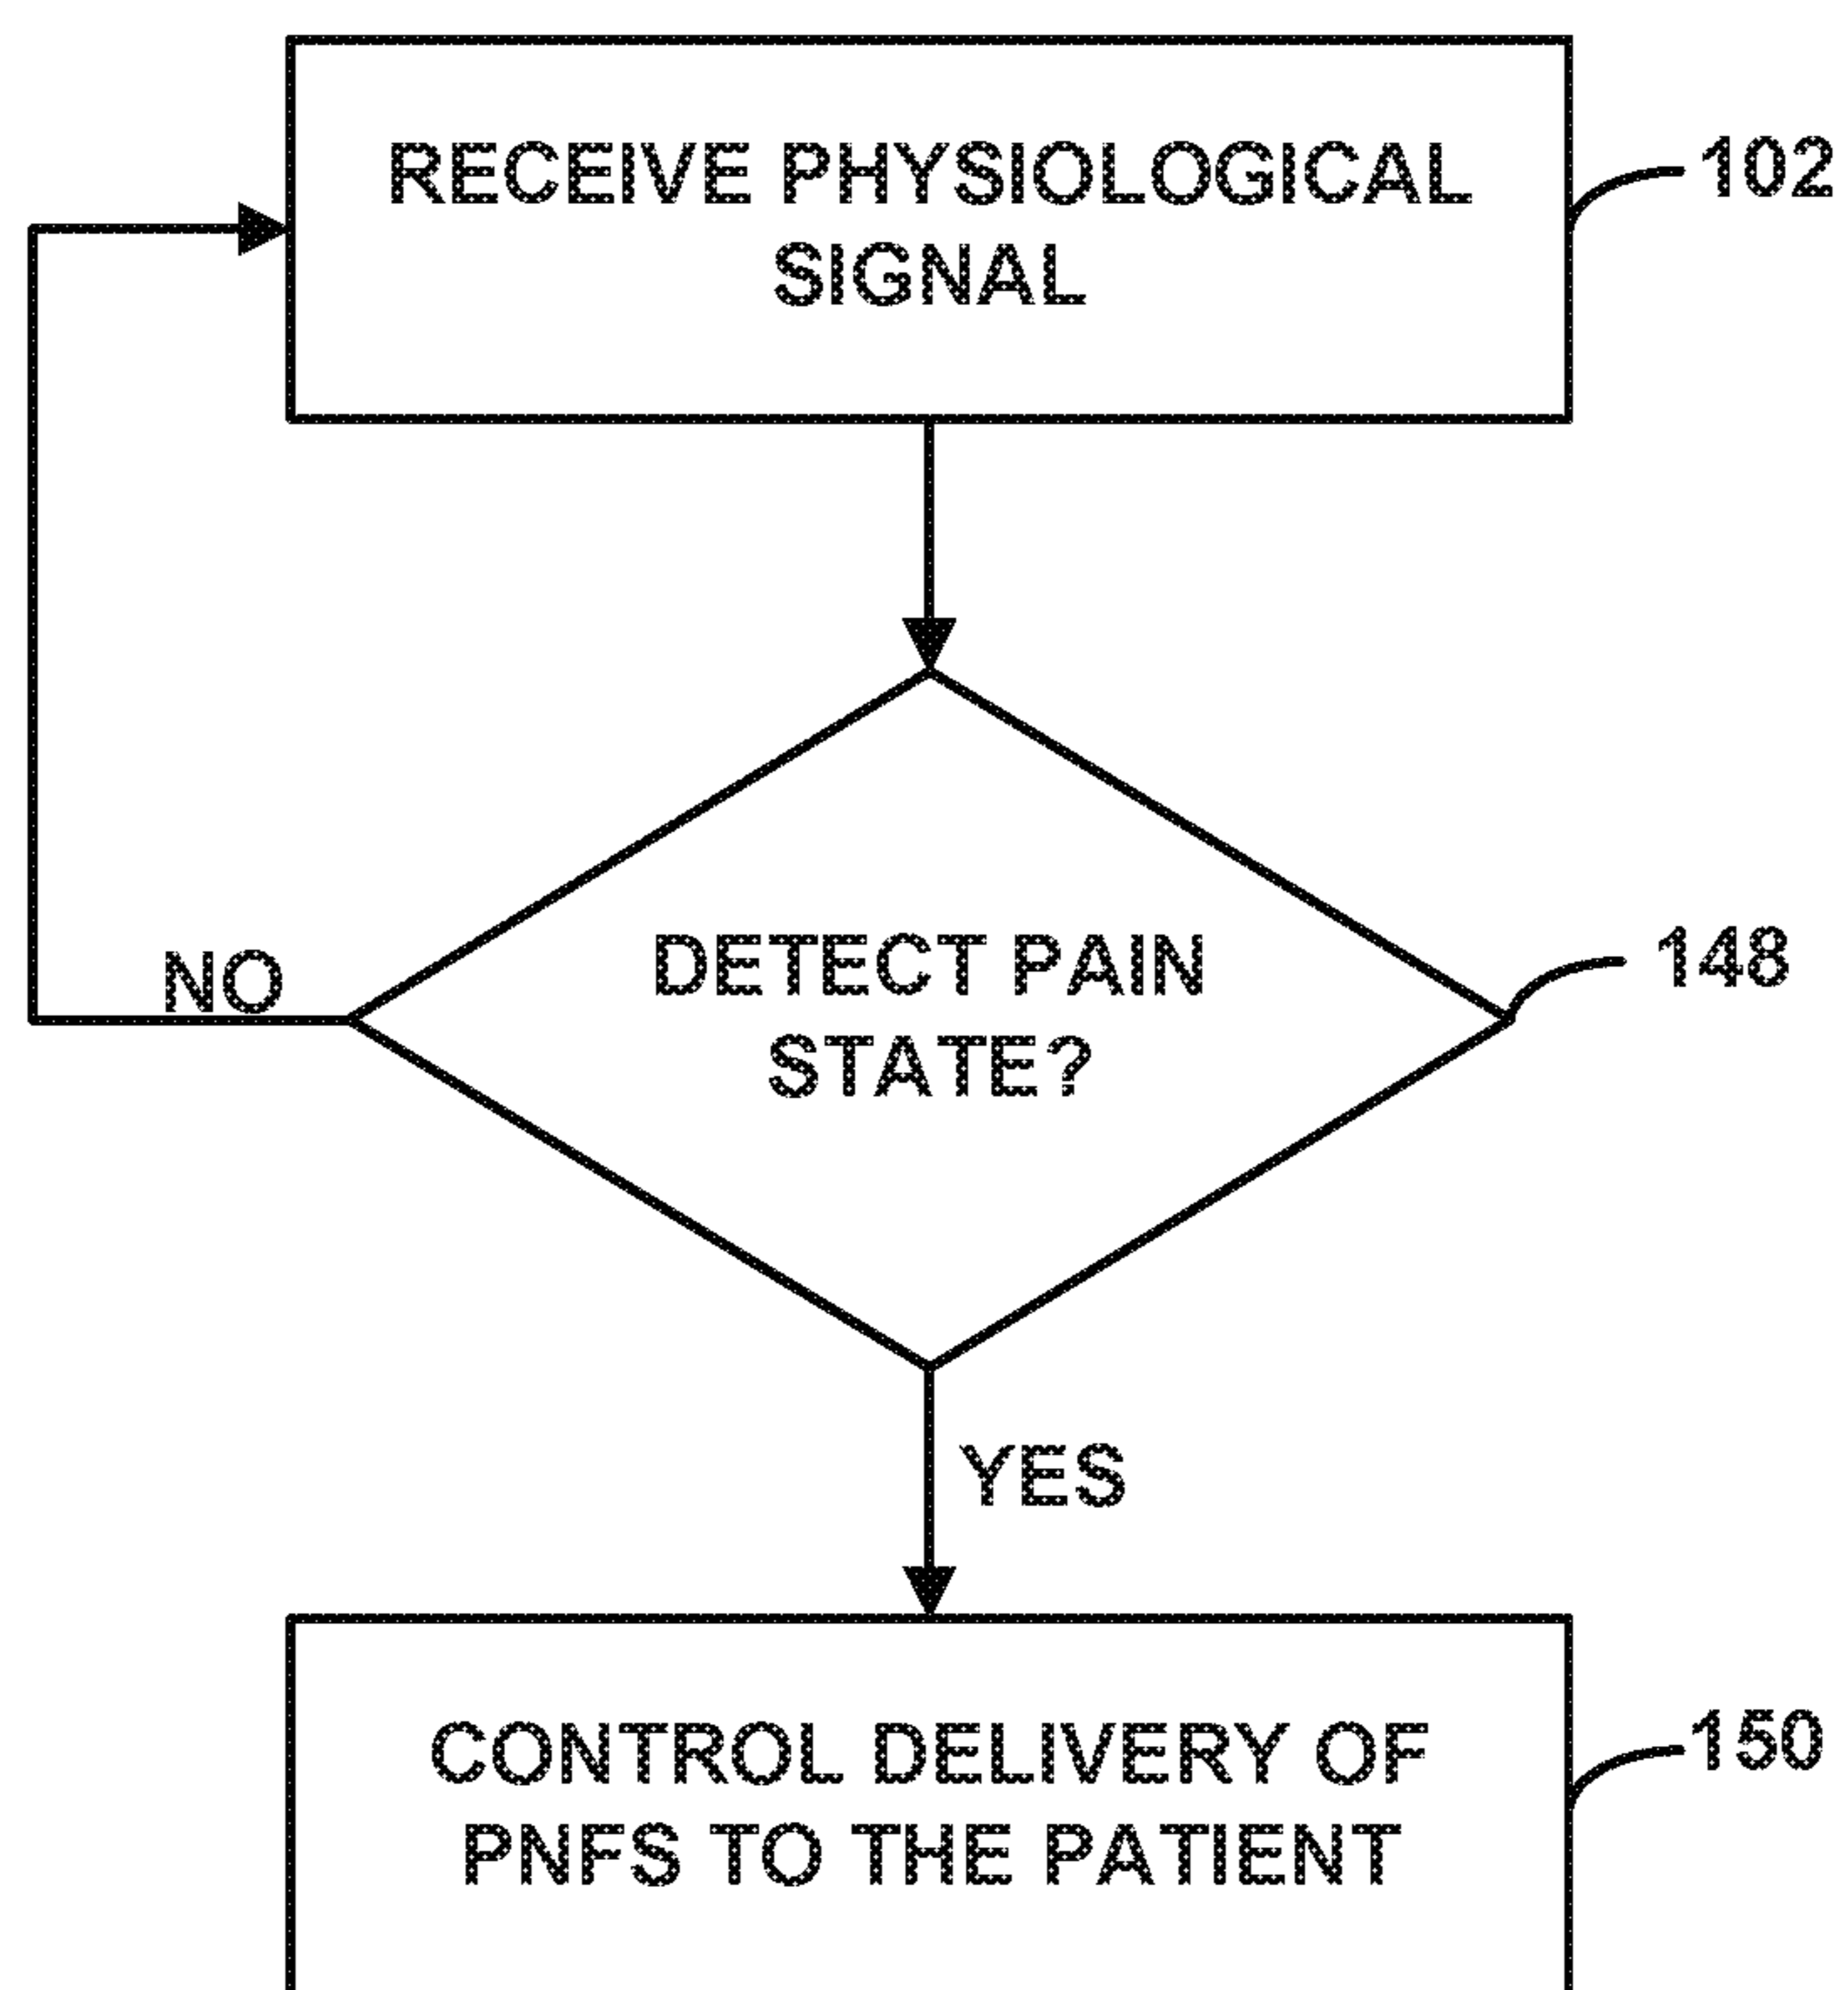 RECEIVE PHYSIOLOGICAL
SIGNAL
102
DETECT PAIN
STATE?
148
NO
YES
CONTROL DELIVERY OF
PNFS TO THE PATIENT
150